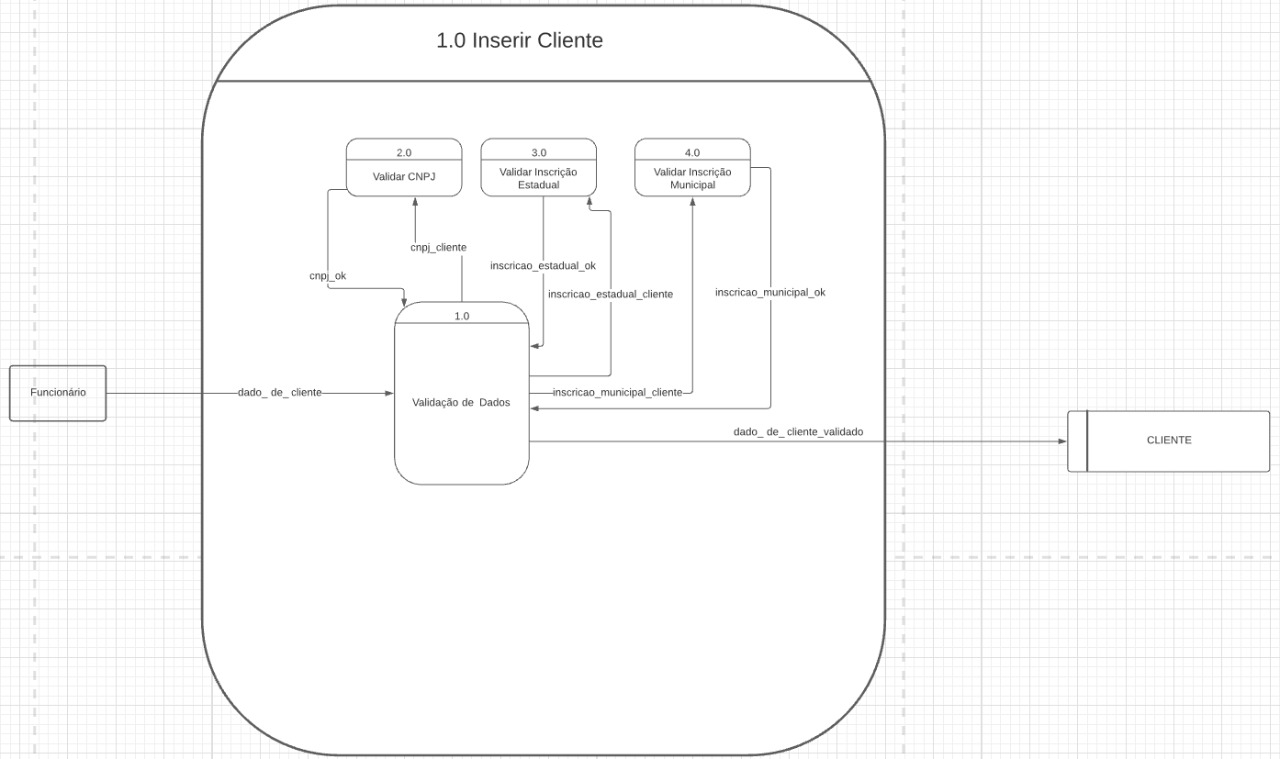 1.0 Inserir Cliente
2.0
Validar CNPJ
3.0
Validar Inscrição
Estadual
4.0
Validar Inscrição
Municipal
cnpj_cliente
cnpj_ok
inscricao_estadual_ok
inscricao_estadual_cliente
inscricao_municipal_ok
1.0
Validação de Dados
Funcionário
dado_ de_ cliente
inscricao_municipal_cliente
dado_ de_ cliente_validado
CLIENTE